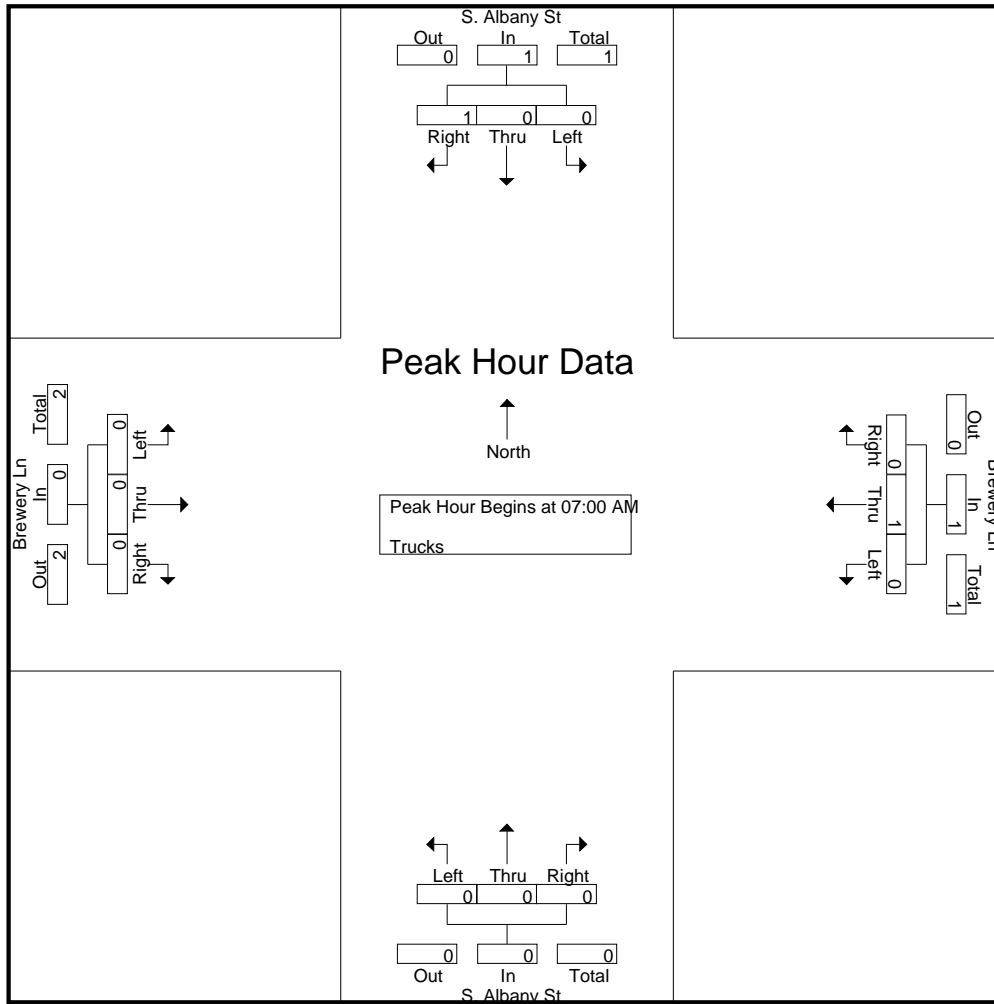 S. Albany St
Out In Total
0 1 1
1 0 0
Right Thru Left
Peak Hour Data
North
Peak Hour Begins at 07:00 AM
Trucks
Brewery Ln
Out In Total
2 0 2
Right Thru Left
0 0 0
Brewery Ln
Out In Total
0 1 1
Right Thru Left
0 1 0
Left Thru Right
0 0 0
0 0 0
Out In Total
S. Albany St